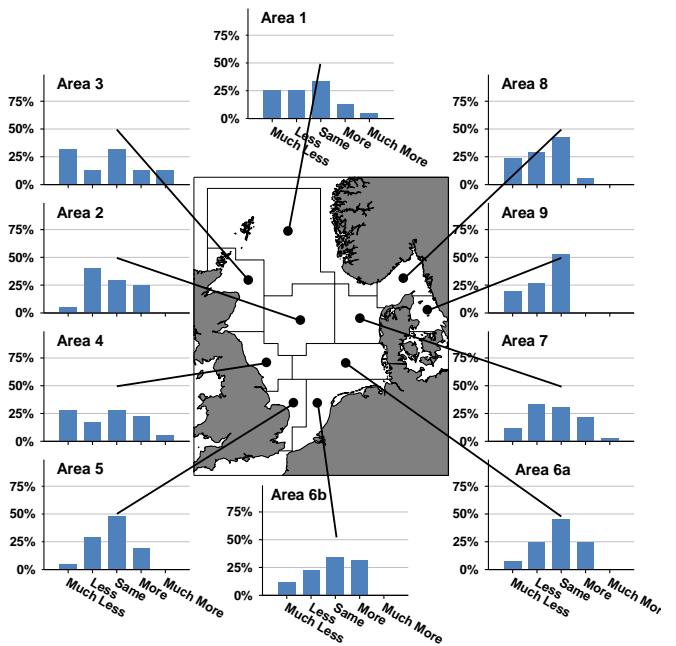 Area 1
75%
50%
25%
0%
Much Less
Less
Same
More
Much More
Area 3
75%
50%
25%
0%
Area 8
75%
50%
25%
0%
Area 2
75%
50%
25%
0%
Area 9
75%
50%
25%
0%
Area 4
75%
50%
25%
0%
Area 7
75%
50%
25%
0%
Area 5
75%
50%
25%
0%
Much Less
Less
Same
More
Much More
Area 6b
75%
50%
25%
0%
Much Less
Less
Same
More
Much More
Area 6a
75%
50%
25%
0%
Much Less
Less
Same
More
Much Mor